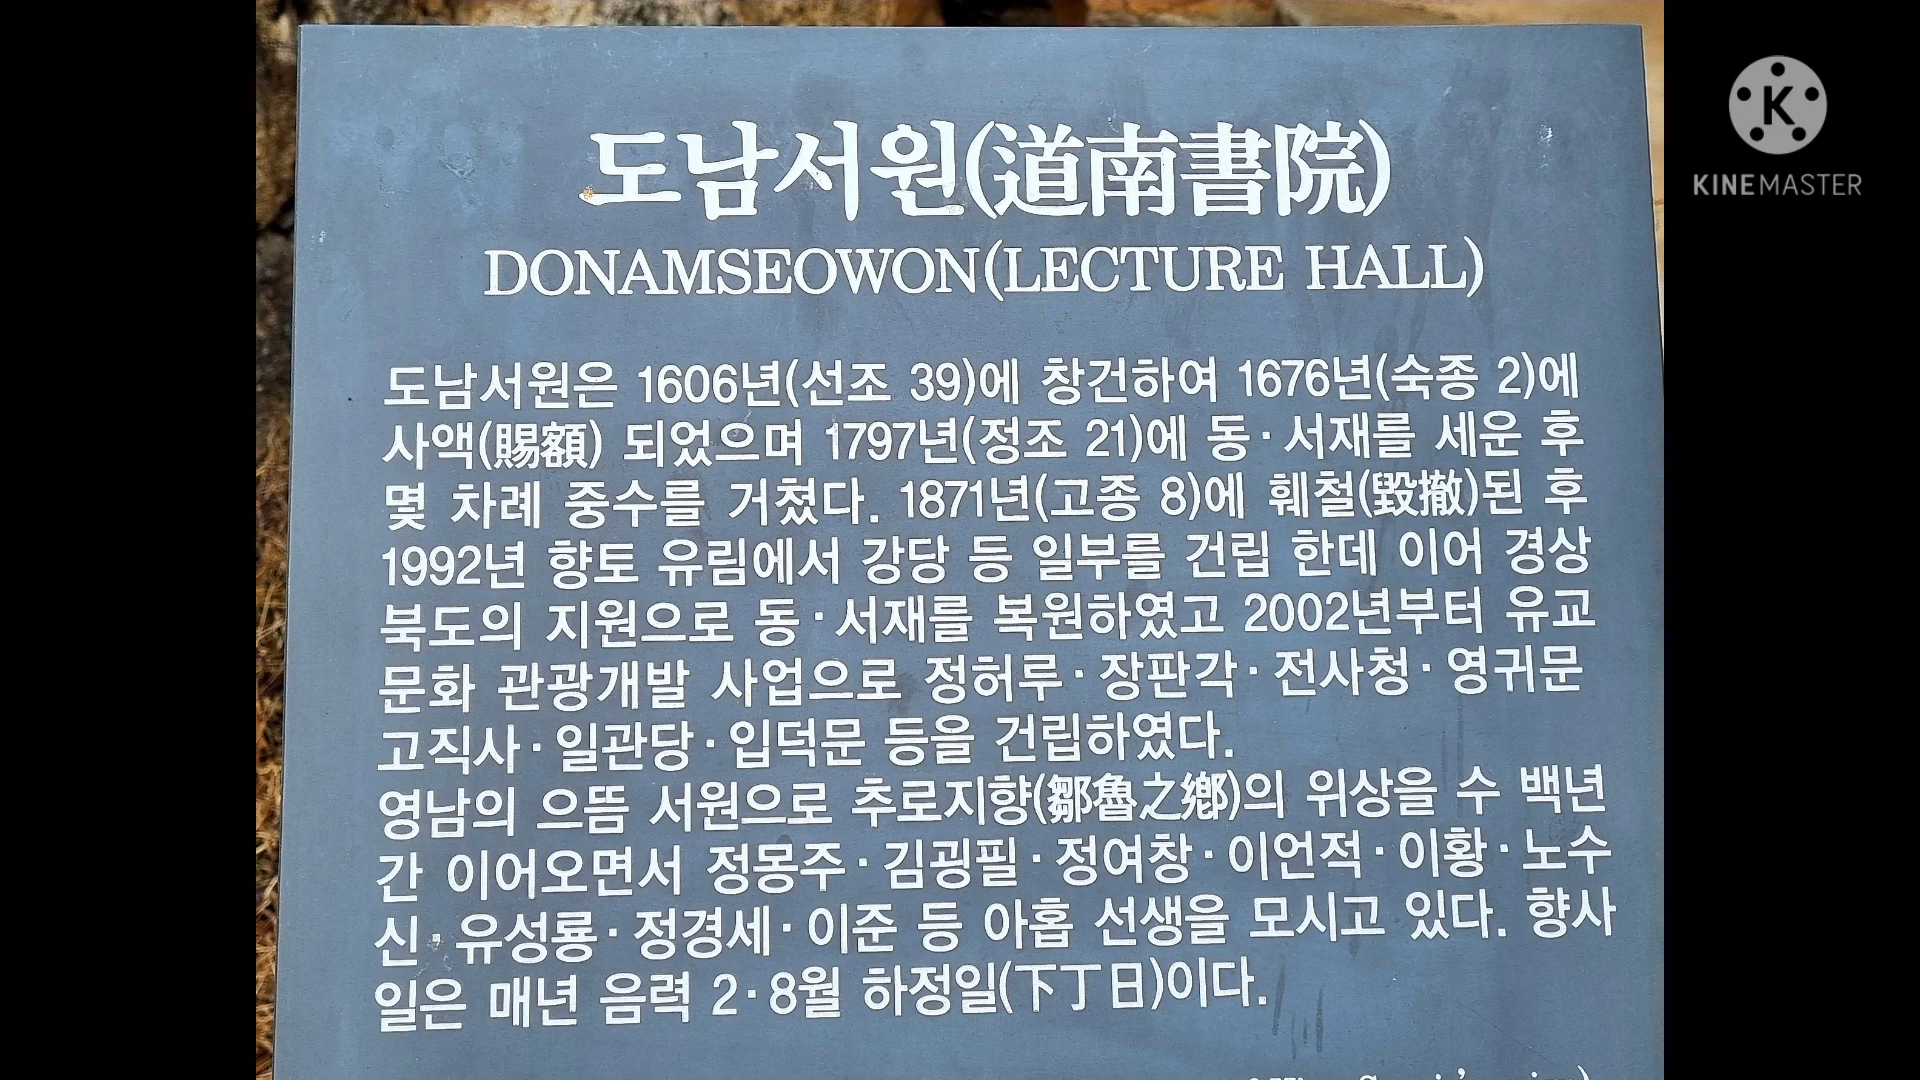 도남서원(道南書院)
DONAMSEOWON(LECTURE HALL)
도남서원은 1606년(선조 39)에 창건하여 1676년(숙종 2)에
사액(賜額) 되었으며 1797년(정조 21)에 동·서재를 세운 후
몇 차례 중수를 거쳤다. 1871년(고종 8)에 훼철(毁撤)된 후
1992년 향토 유림에서 강당 등 일부를 건립 한데 이어 경상
북도의 지원으로 동·서재를 복원하였고 2002년부터 유교
문화 관광개발 사업으로 정허루·장판각·전사청·영귀문
고직사·일관당·입덕문 등을 건립하였다.
영남의 으뜸 서원으로 추로지향(鄒魯之鄕)의 위상을 수 백년
간 이어오면서 정몽주·김굉필·정여창·이언적·이황·노수
신·유성룡·정경세·이준 등 아홉 선생을 모시고 있다. 향사
일은 매년 음력 2·8월 하정일(下丁日)이다.
K
KINEMASTER